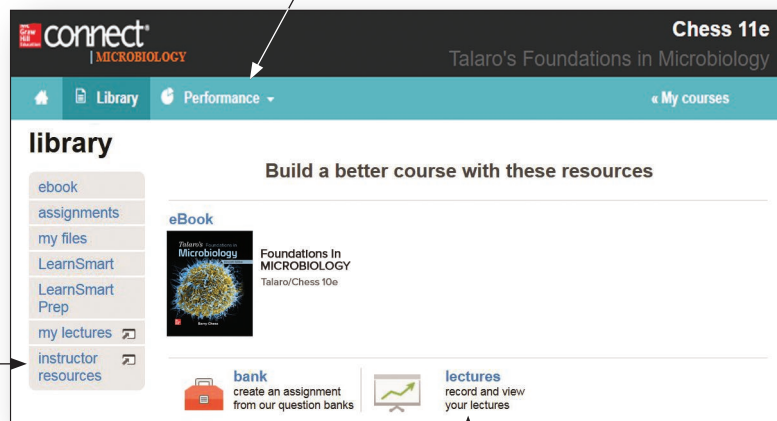 Mc
Graw
Hill
Education
connect®
| MICROBIOLOGY
Chess 11e
Talaro's Foundations in Microbiology
Library
Performance
« My courses
library
Build a better course with these resources
ebook
assignments
my files
LearnSmart
LearnSmart
Prep
my lectures
instructor
resources
eBook
Talaro's Foundations in
Microbiology
Barry Chess
Foundations In
MICROBIOLOGY
Talaro/Chess 10e
bank
create an assignment
from our question banks
lectures
record and view
your lectures